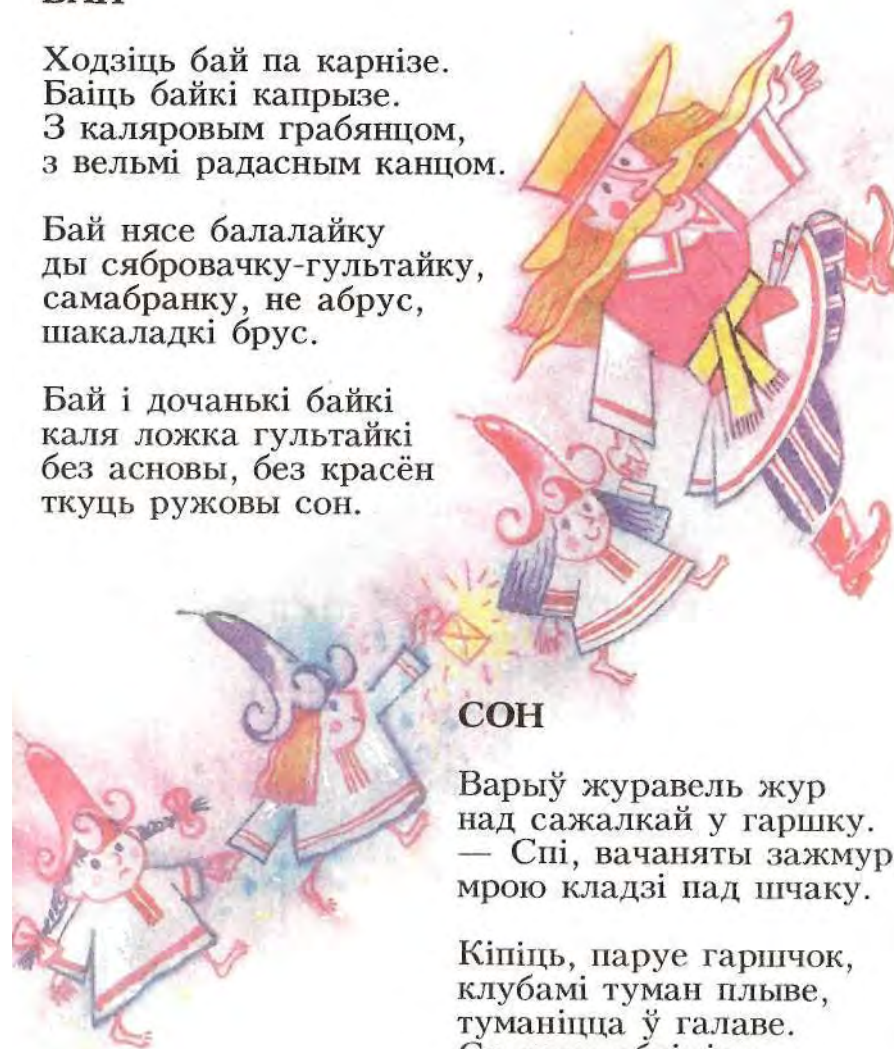 Ходзіць бай па карнізе.
Баіць байкі капрызе.
З каляровым грабянцом,
з вельмі радасным канцом.
Бай нясе балалайку
ды сябровачку-гультайку,
самабранку, не абрус,
шакаладкі брус.
Бай і дочанькі байкі
каля ложка гультайкі
без асновы, без красён
ткуць ружовы сон.
СОН
Варыў журавель жур
над сажалкай у гаршку.
— Спі, вачаняты зажмур
мрою кладзі пад шчаку.
Кіпіць, паруе гаршчок,
клубамі туман плыве,
туманіцца ў галаве.